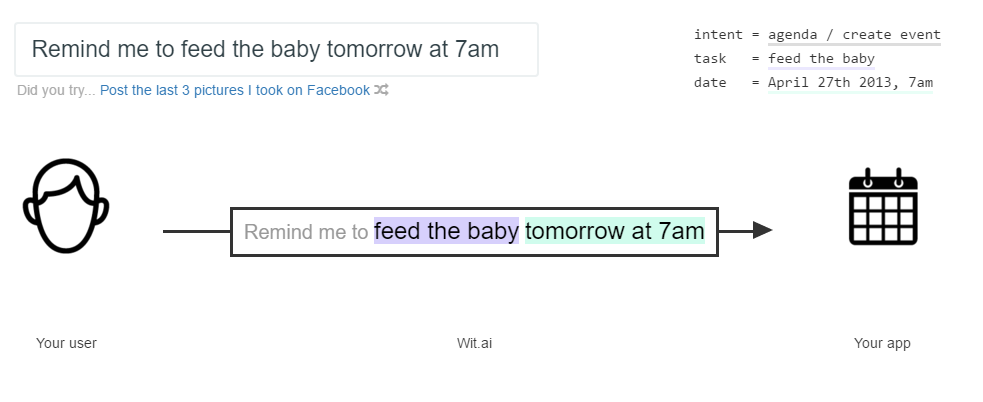 Remind me to feed the baby tomorrow at 7am
Did you try... Post the last 3 pictures I took on Facebook
intent = agenda / create event
task = feed the baby
date = April 27th 2013, 7am
Remind me to feed the baby tomorrow at 7am
Your user
Wit.ai
Your app